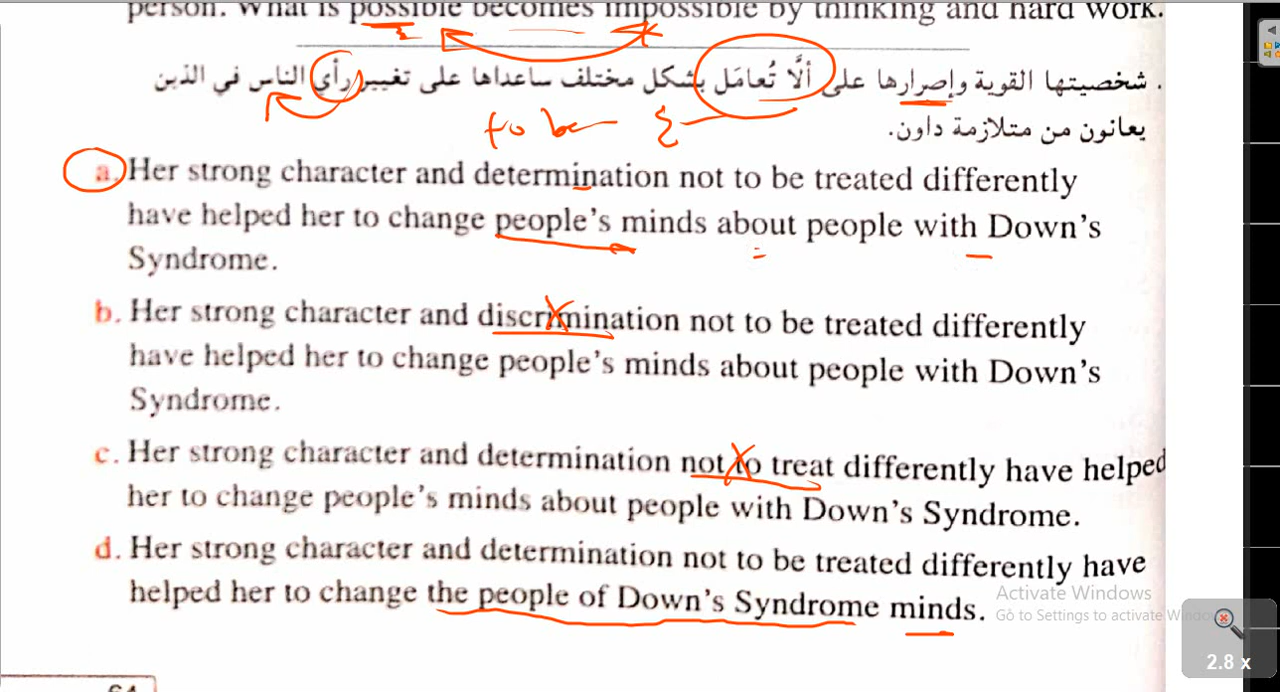 person. What is possible becomes impossible by thinking and hard work.
. شخصيتها القوية وإصرارها على ألَّا تُعامَل بشكل مختلف ساعداها على تغيير رأي الناس في الذين
يعانون من متلازمة داون.
to be
a. Her strong character and determination not to be treated differently
have helped her to change people's minds about people with Down's
Syndrome.
b. Her strong character and discrimination not to be treated differently
have helped her to change people's minds about people with Down's
Syndrome.
c. Her strong character and determination not to treat differently have helped
her to change people's minds about people with Down's Syndrome.
d. Her strong character and determination not to be treated differently have
helped her to change the people of Down's Syndrome minds.
Activate Windows
Go to Settings to activate Windows
2.8 x